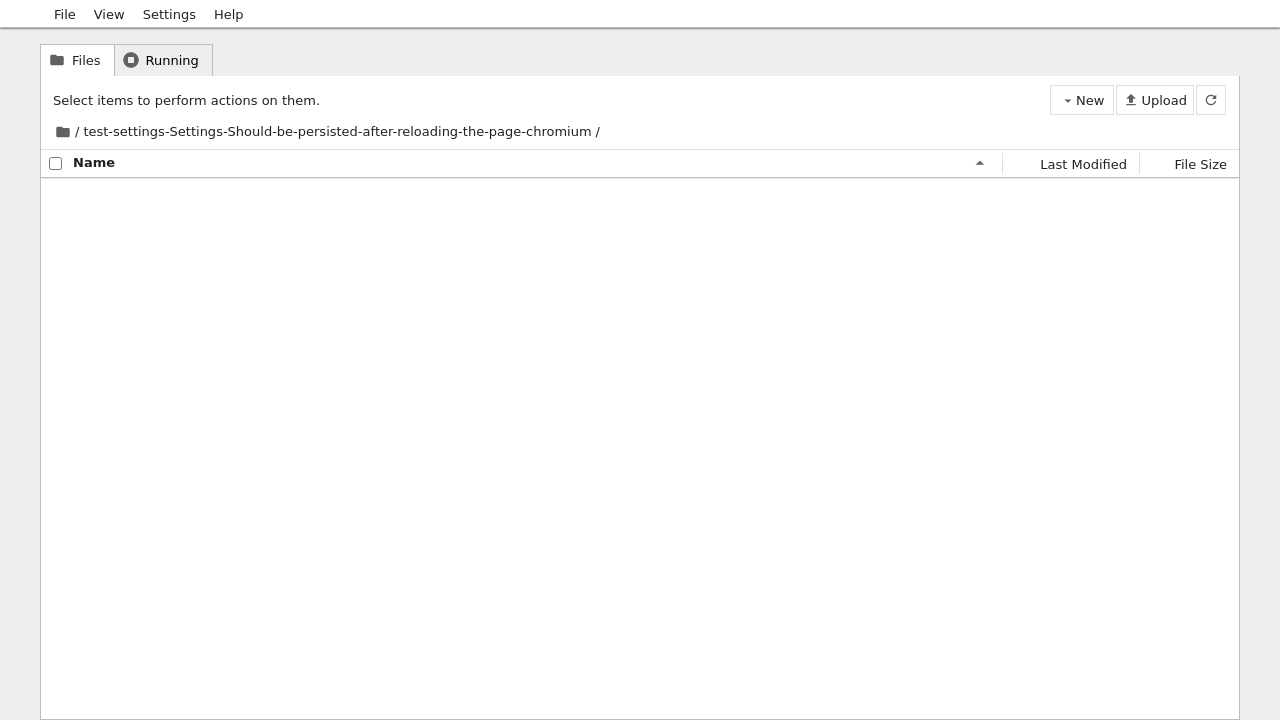 File View Settings Help
Files Running
Select items to perform actions on them.
New Upload
/ test-settings-Settings-Should-be-persisted-after-reloading-the-page-chromium /
Name Last Modified File Size